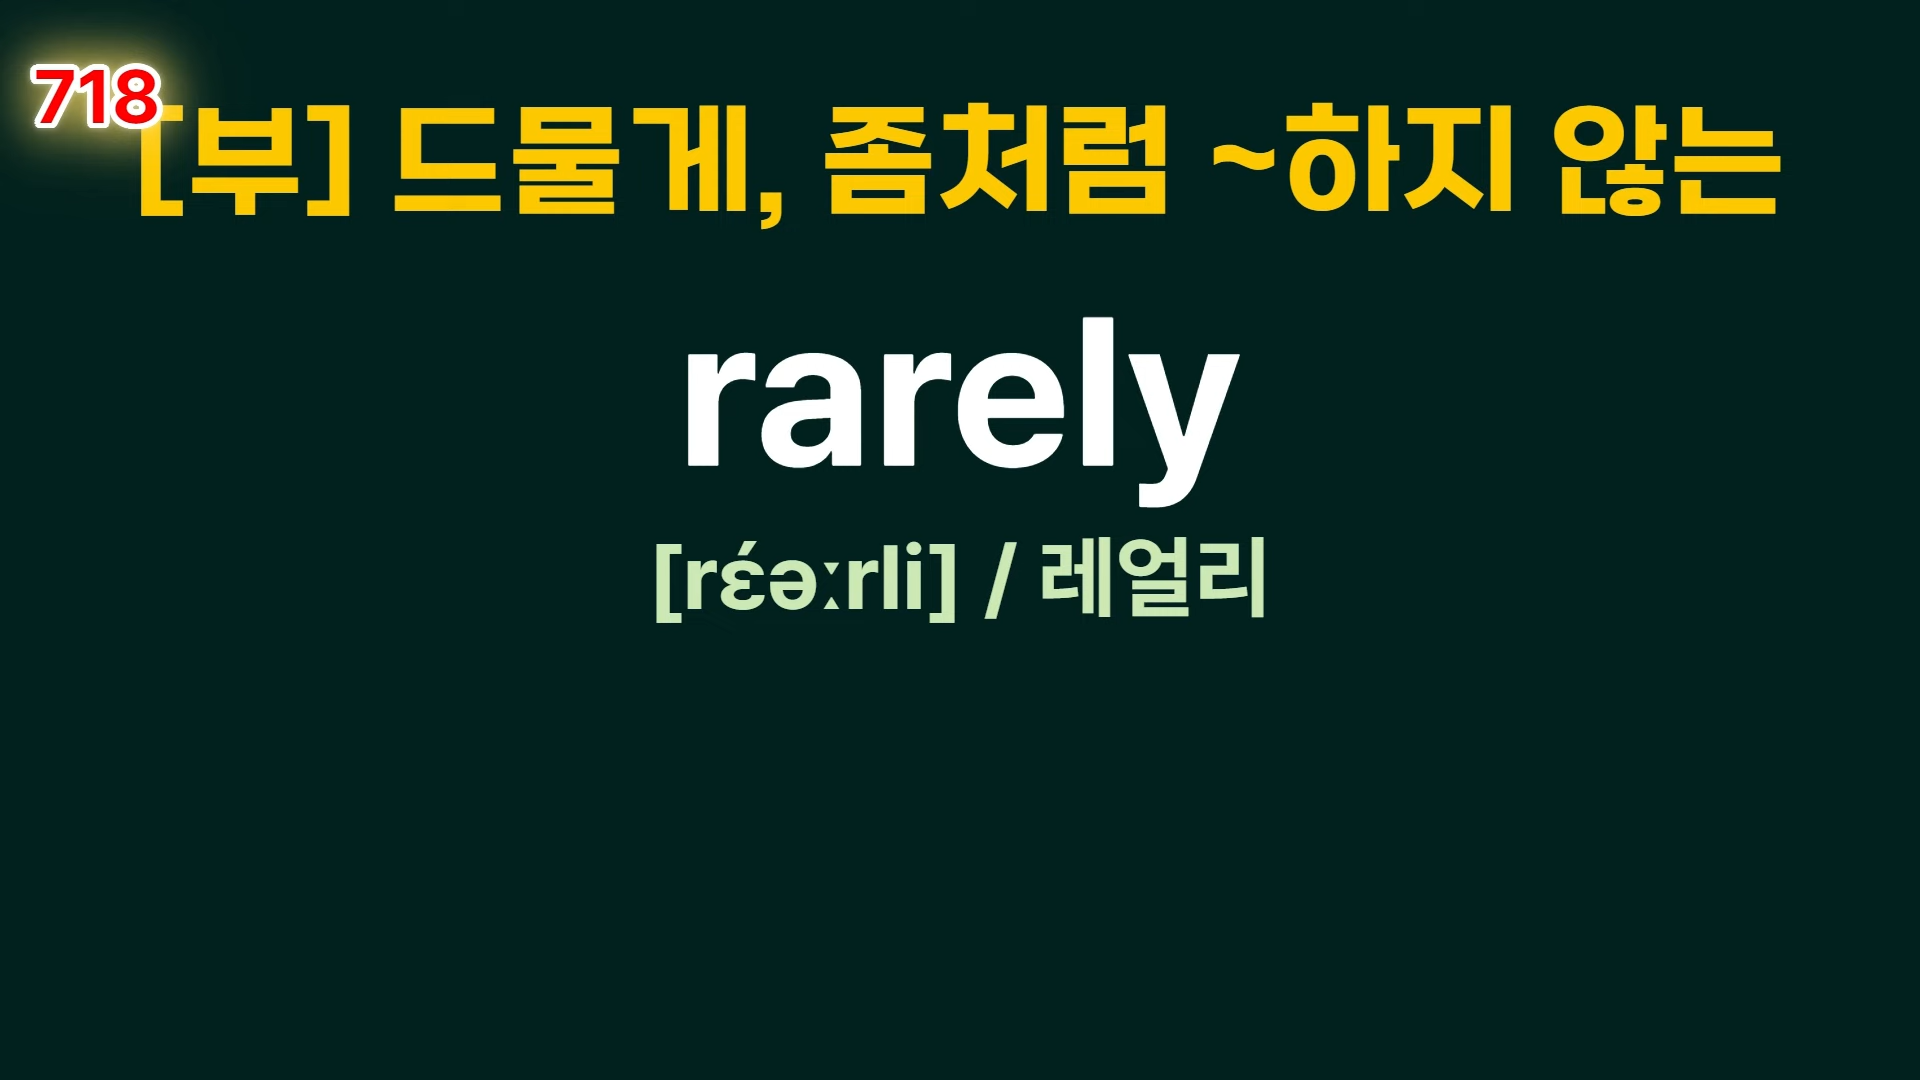 718
[부] 드물게, 좀처럼 ~하지 않는
rarely
[rɛ́əːrli] / 레얼리